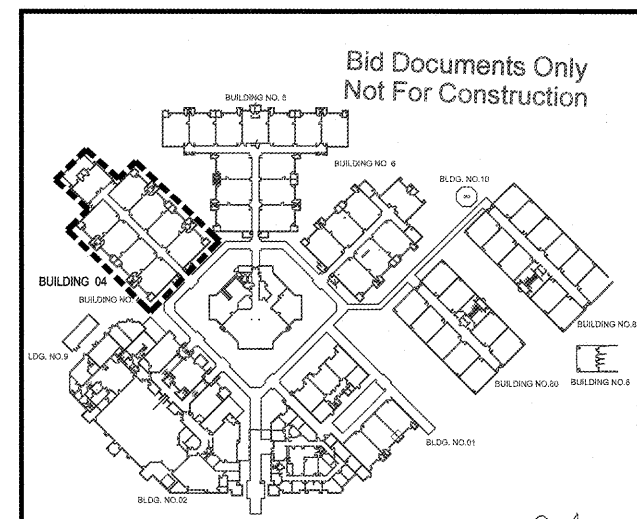 Bid Documents Only
Not For Construction
BUILDING NO. 5
BUILDING NO. 6
BLDG. NO.10
BUILDING 04
BUILDING NO.
LDG. NO.9
BUILDING NO.8
BUILDING NO.80
BUILDING NO.6
BLDG. NO.01
BLDG. NO.02